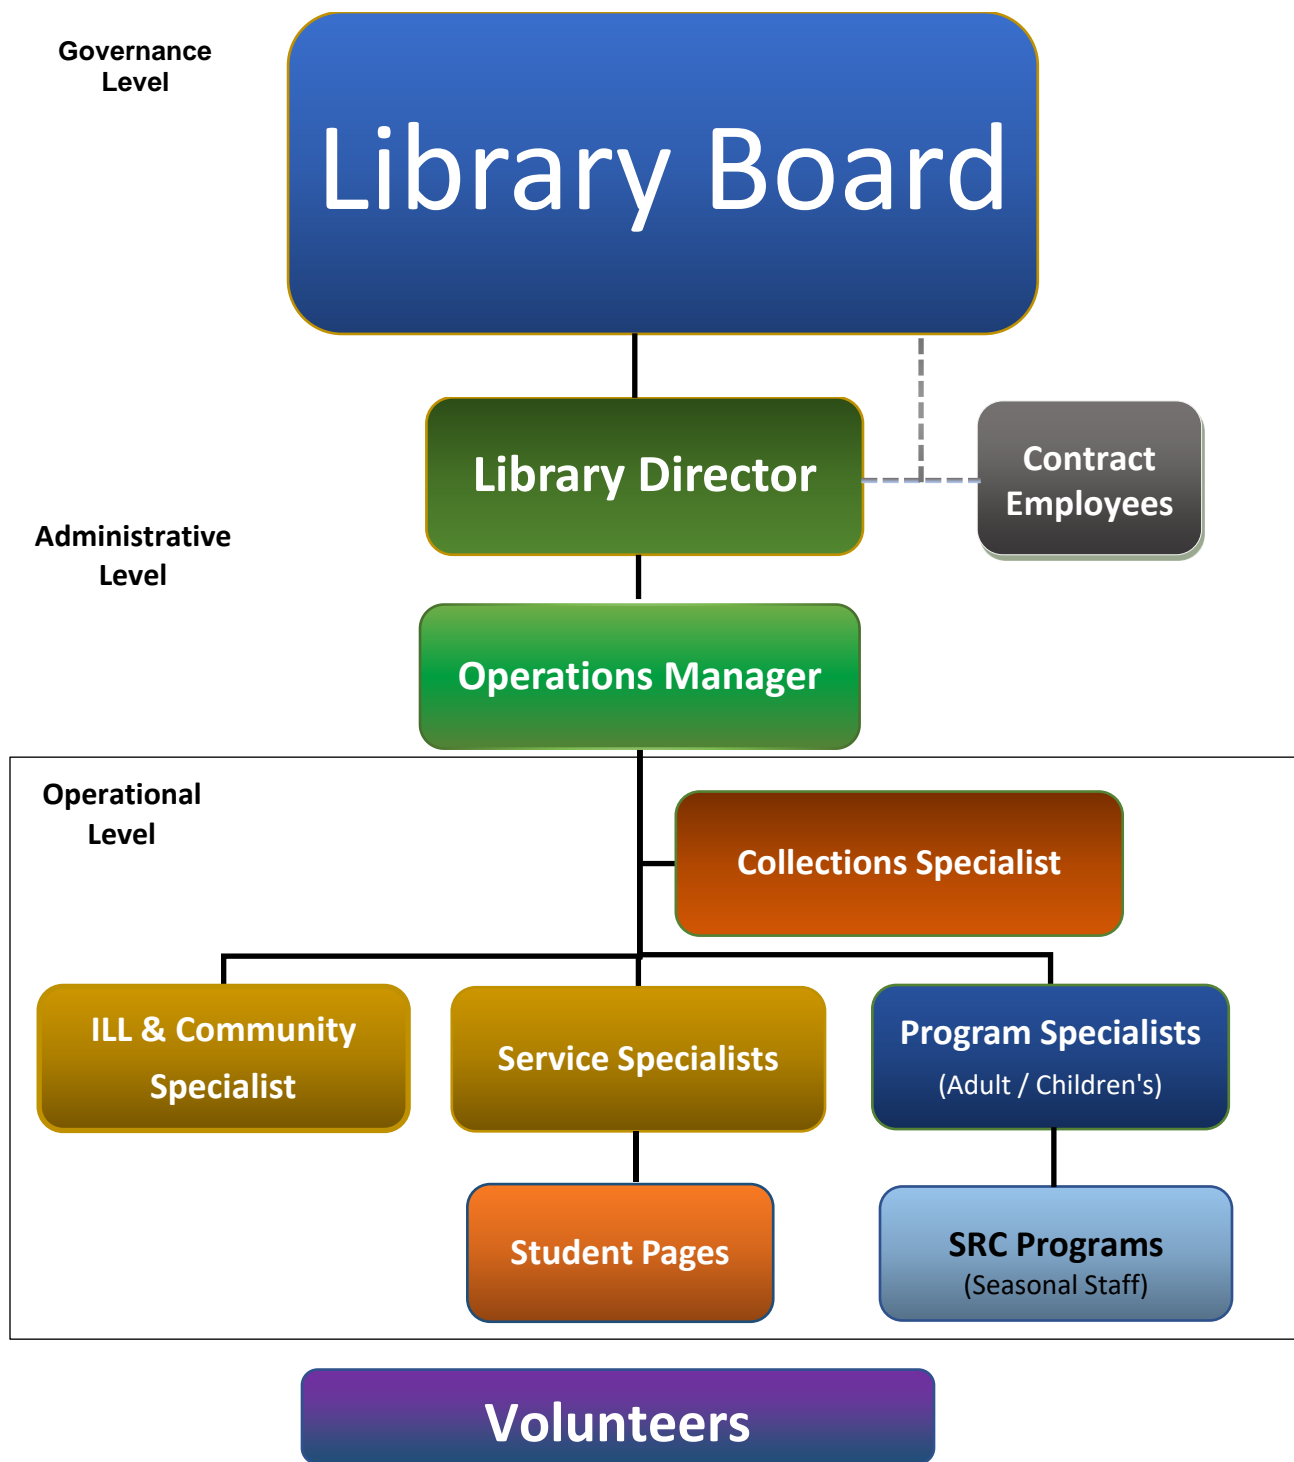 Governance
Level
Library Board
Library Director
Contract
Employees
Administrative
Level
Operations Manager
Operational
Level
Collections Specialist
ILL & Community
Specialist
Service Specialists
Program Specialists
(Adult / Children's)
Student Pages
SRC Programs
(Seasonal Staff)
Volunteers